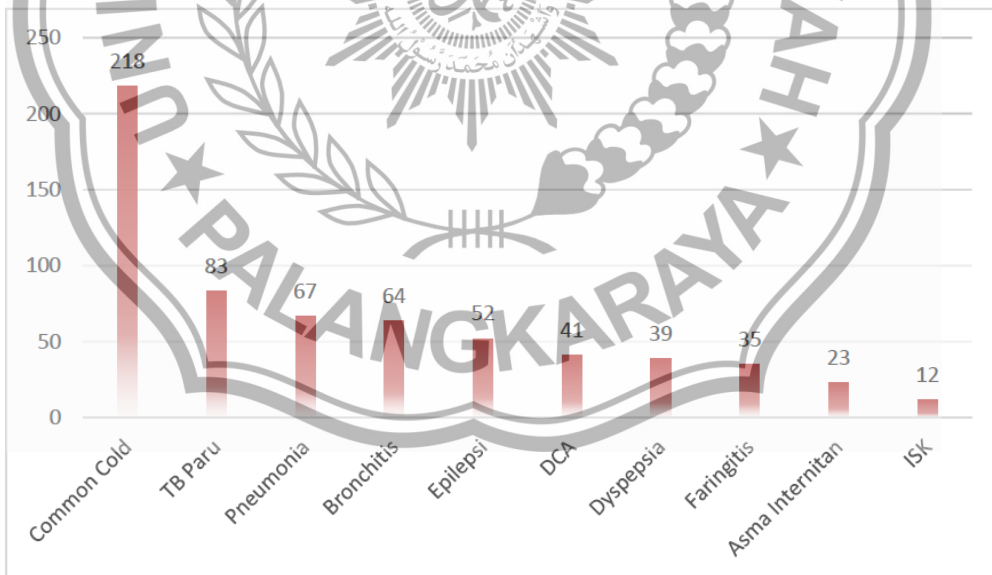 250
218
200
150
100
83
67
64
52
50
41
39
35
23
12
0
Common Cold
TB Paru
Pneumonia
Bronchitis
Epilepsi
DCA
Dyspepsia
Faringitis
Asma Internitan
ISK
PALANGKARAYA